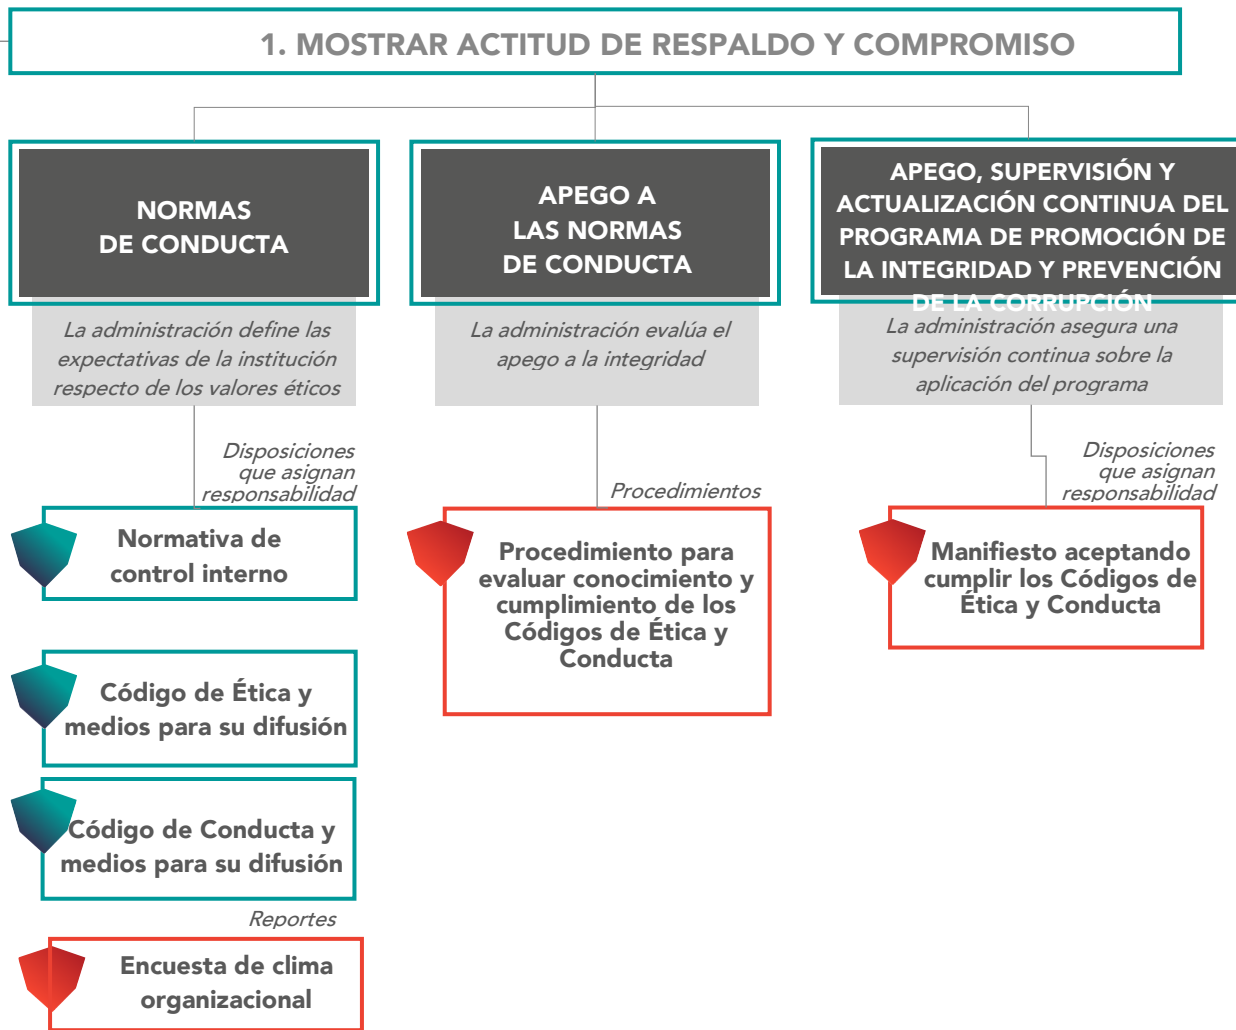 1. MOSTRAR ACTITUD DE RESPALDO Y COMPROMISO
NORMAS
DE CONDUCTA
La administración define las
expectativas de la institución
respecto de los valores éticos
Disposiciones
que asignan
responsabilidad
Normativa de
control interno
Código de Ética y
medios para su difusión
Código de Conducta y
medios para su difusión
Reportes
Encuesta de clima
organizacional
APEGO A
LAS NORMAS
DE CONDUCTA
La administración evalúa el
apego a la integridad
Procedimientos
Procedimiento para
evaluar conocimiento y
cumplimiento de los
Códigos de Ética y
Conducta
APEGO, SUPERVISIÓN Y
ACTUALIZACIÓN CONTINUA DEL
PROGRAMA DE PROMOCIÓN DE
LA INTEGRIDAD Y PREVENCIÓN
DE LA CORRUPCIÓN
La administración asegura una
supervisión continua sobre la
aplicación del programa
Disposiciones
que asignan
responsabilidad
Manifiesto aceptando
cumplir los Códigos de
Ética y Conducta